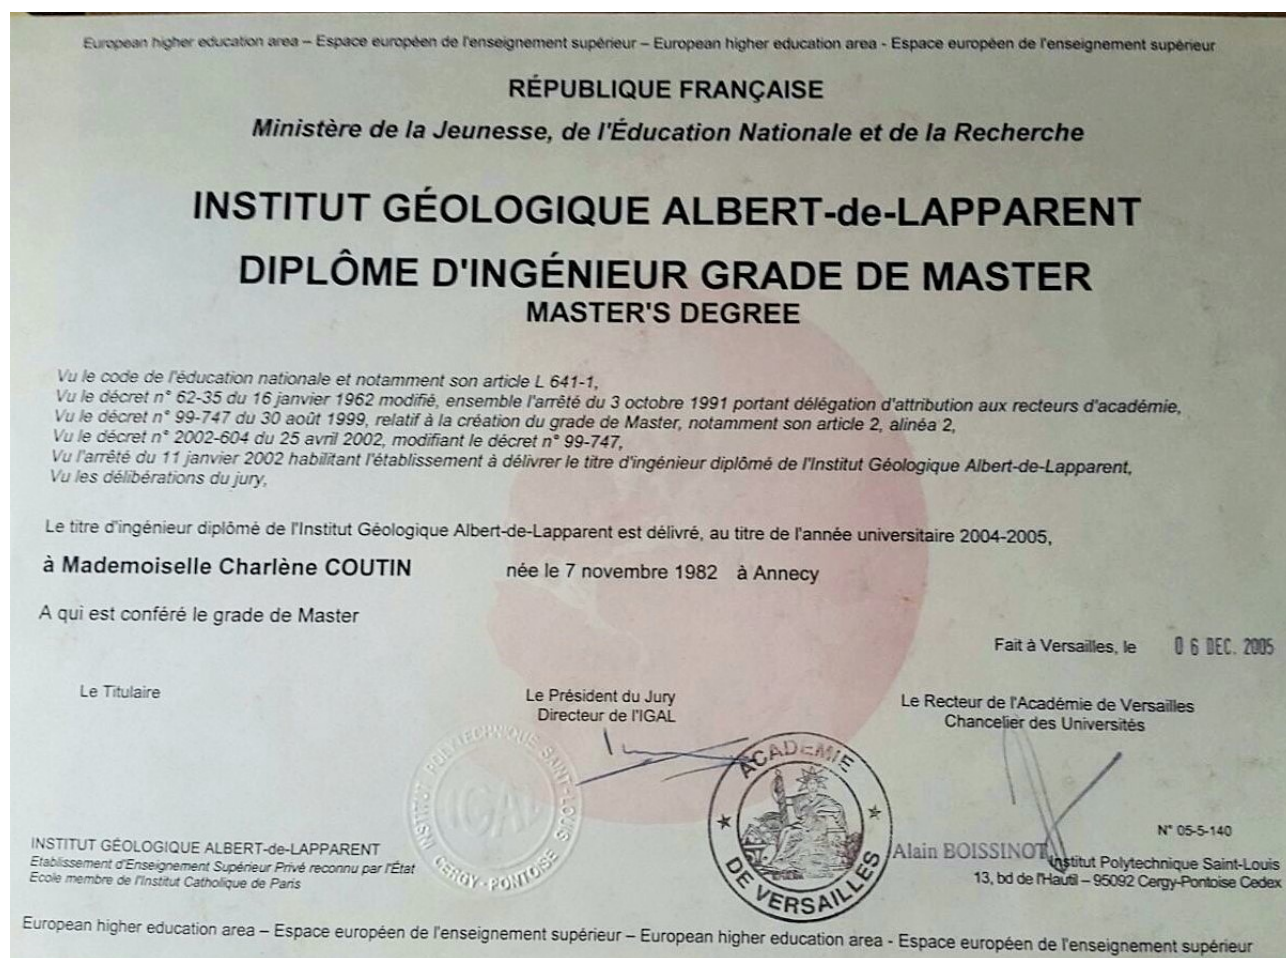 European higher education area – Espace européen de l'enseignement supérieur – European higher education area - Espace européen de l'enseignement supérieur
RÉPUBLIQUE FRANÇAISE
Ministère de la Jeunesse, de l'Éducation Nationale et de la Recherche
INSTITUT GÉOLOGIQUE ALBERT-de-LAPPARENT
DIPLÔME D'INGÉNIEUR GRADE DE MASTER
MASTER'S DEGREE
Vu le code de l'éducation nationale et notamment son article L 641-1,
Vu le décret n° 62-35 du 16 janvier 1962 modifié, ensemble l'arrêté du 3 octobre 1991 portant délégation d'attribution aux recteurs d'académie,
Vu le décret n° 99-747 du 30 août 1999, relatif à la création du grade de Master, notamment son article 2, alinéa 2,
Vu le décret n° 2002-604 du 25 avril 2002, modifiant le décret n° 99-747,
Vu l'arrêté du 11 janvier 2002 habilitant l'établissement à délivrer le titre d'ingénieur diplômé de l'Institut Géologique Albert-de-Lapparent,
Vu les délibérations du jury,
Le titre d'ingénieur diplômé de l'Institut Géologique Albert-de-Lapparent est délivré, au titre de l'année universitaire 2004-2005,
à Mademoiselle Charlène COUTIN née le 7 novembre 1982 à Annecy
A qui est conféré le grade de Master
Fait à Versailles, le 06 DEC. 2005
Le Titulaire
Le Président du Jury
Directeur de l'IGAL
Le Recteur de l'Académie de Versailles
Chancelier des Universités
INSTITUT POLYTECHNIQUE SAINT-LOUIS
IGAL
CERGY-PONTOISE
ACADEMIE
DE VERSAILLES
Alain BOISSINOT
N° 05-5-140
INSTITUT GÉOLOGIQUE ALBERT-de-LAPPARENT
Etablissement d'Enseignement Supérieur Privé reconnu par l'État
Ecole membre de l'Institut Catholique de Paris
Institut Polytechnique Saint-Louis
13, bd de l'Hautil – 95092 Cergy-Pontoise Cedex
European higher education area – Espace européen de l'enseignement supérieur – European higher education area - Espace européen de l'enseignement supérieur